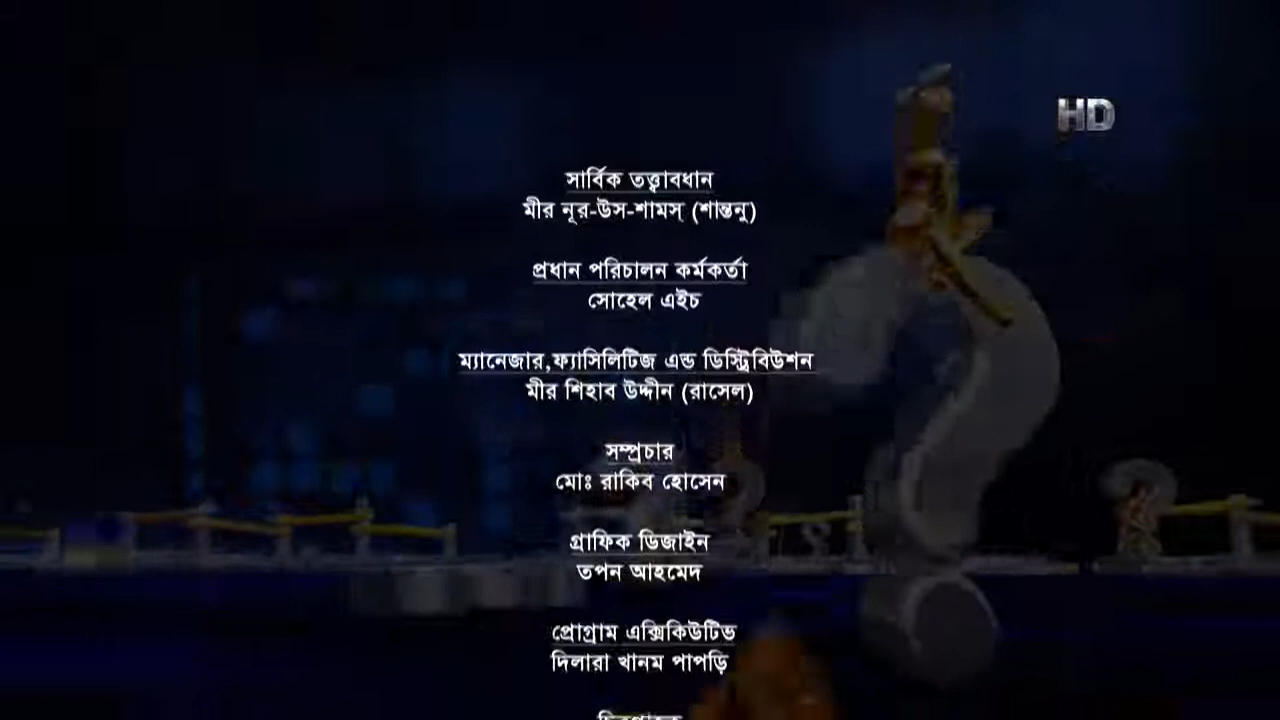 HD
সার্বিক তত্ত্বাবধান
মীর নূর-উস-শামস্ (শান্তনু)
প্রধান পরিচালন কর্মকর্তা
সোহেল এইচ
ম্যানেজার,ফ্যাসিলিটিজ এন্ড ডিস্ট্রিবিউশন
মীর শিহাব উদ্দীন (রাসেল)
সম্প্রচার
মোঃ রাকিব হোসেন
গ্রাফিক ডিজাইন
তপন আহমেদ
প্রোগ্রাম এক্সিকিউটিভ
দিলারা খানম পাপড়ি